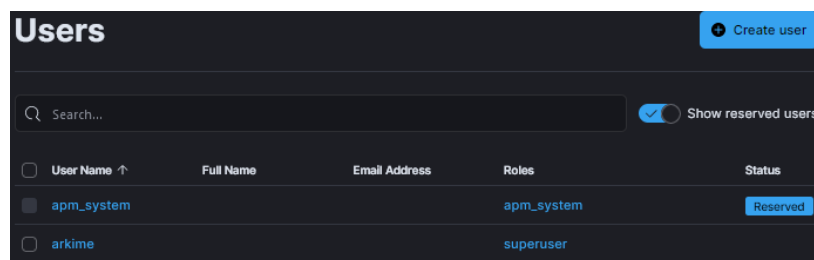 Users
Create user
Search...
Show reserved users
User Name ↑ Full Name Email Address Roles Status
apm_system apm_system Reserved
arkime superuser